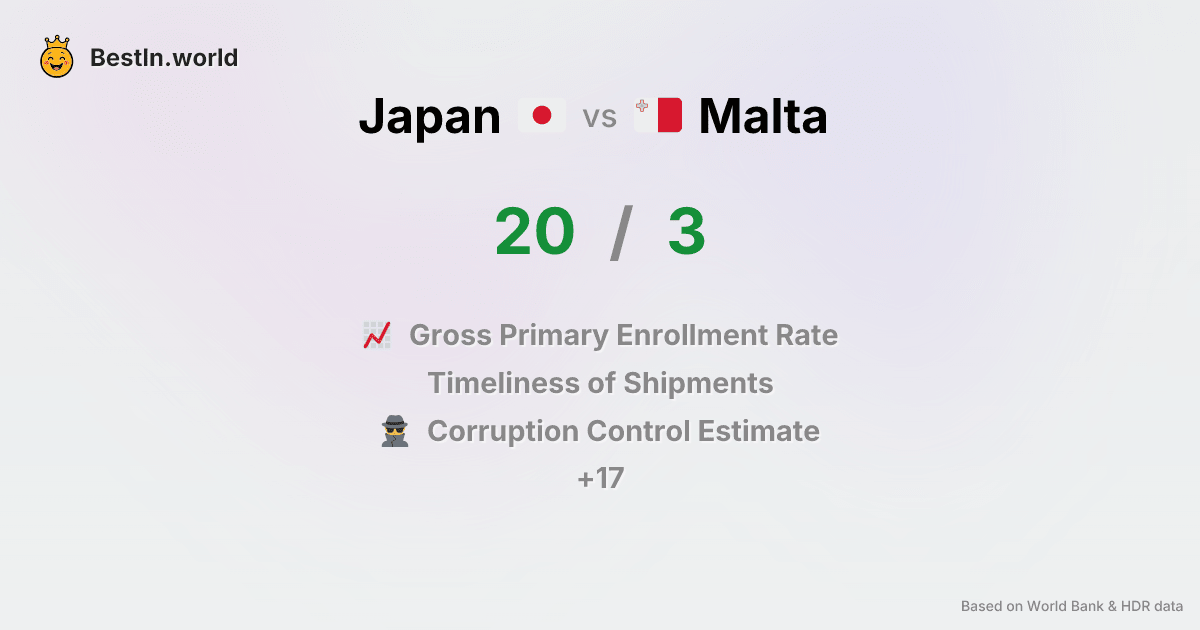 BestIn.world
Japan vs Malta
20 / 3
Gross Primary Enrollment Rate
Timeliness of Shipments
Corruption Control Estimate
+17
Based on World Bank & HDR data